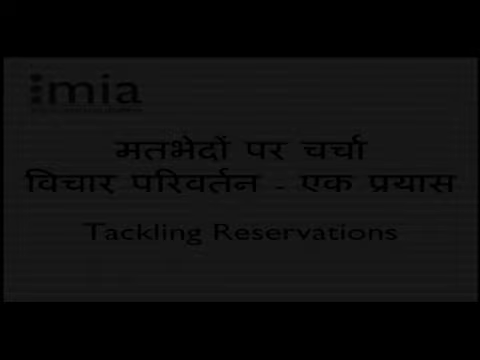 mia
मतभेदों पर चर्चा
विचार परिवर्तन - एक प्रयास
Tackling Reservations